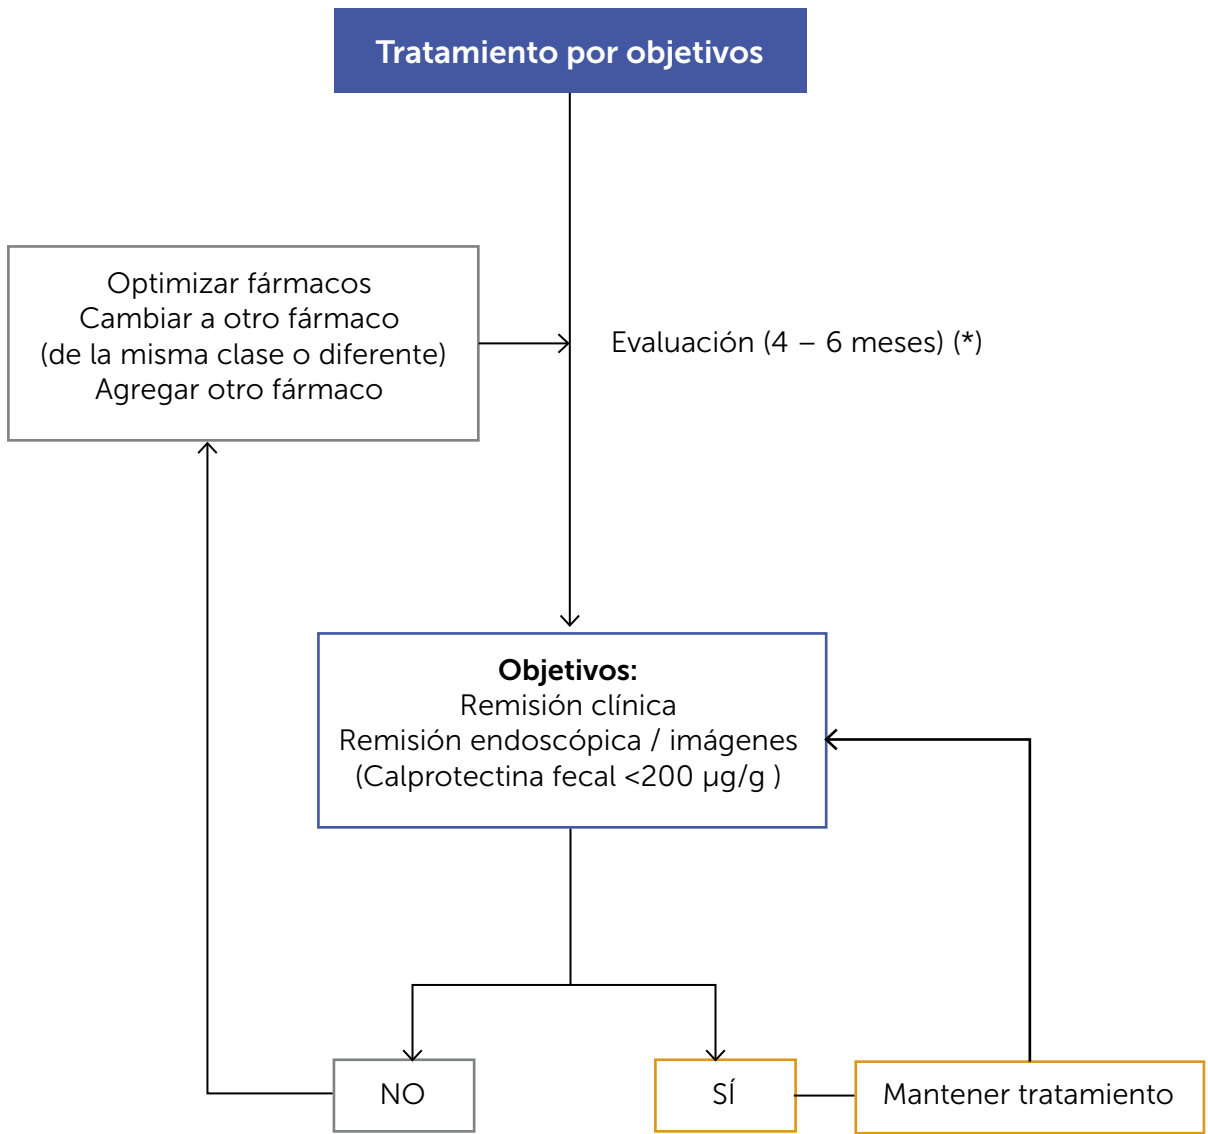 Tratamiento por objetivos
Optimizar fármacos
Cambiar a otro fármaco
(de la misma clase o diferente)
Agregar otro fármaco
Evaluación (4 – 6 meses) (*)
Objetivos:
Remisión clínica
Remisión endoscópica / imágenes
(Calprotectina fecal <200 µg/g )
NO
SÍ
Mantener tratamiento